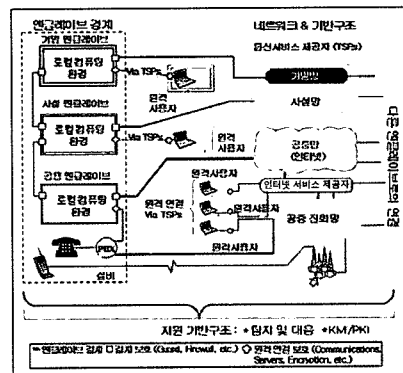 엔클레이브 경계
네트워크 & 기반구조
기밀 엔클레이브
통신서비스 제공자 (TSPs)
로컬컴퓨팅
환경
Via TSPs
원격
사용자
기밀망
사설 엔클레이브
사설망
로컬컴퓨팅
환경
Via TSPs
원격
사용자
공중망
(인터넷)
공용 엔클레이브
로컬컴퓨팅
환경
원격사용자
인터넷 서비스 제공자
원격 연결
Via TSPs
원격사용자
공중 전화망
PBX
원격사용자
설비
지원 기반구조: * 탐지 및 대응 * KM/PKI
엔클레이브 경계 경계 보호 (Guard, Firewall, etc.) 원격 연결 보호 (Communications, Servers, Encryption, etc.)